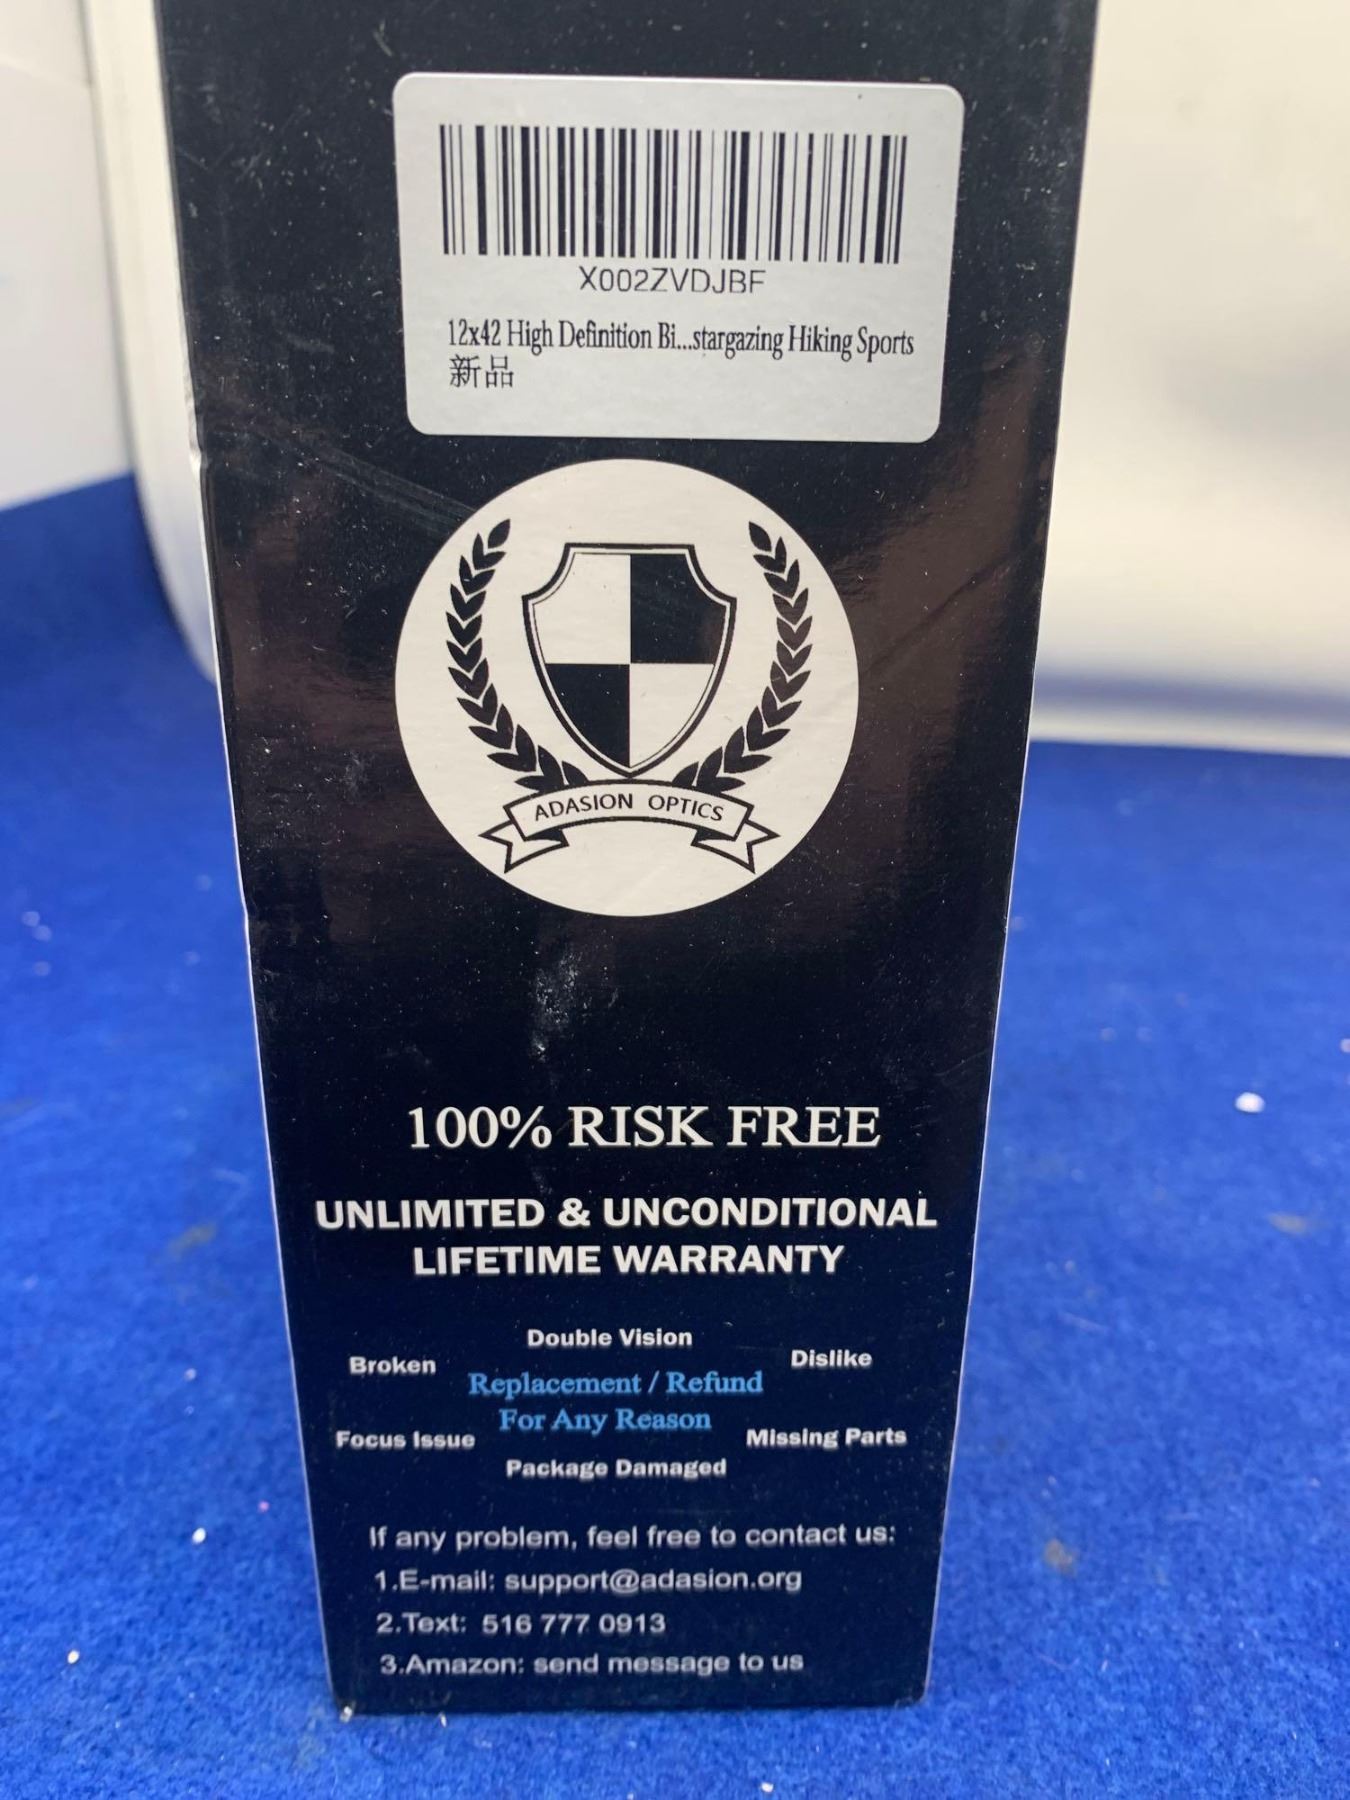 X002ZVDJBF
12x42 High Definition Bi...stargazing Hiking Sports
新品
ADASION OPTICS
100% RISK FREE
UNLIMITED & UNCONDITIONAL
LIFETIME WARRANTY
Double Vision
Broken
Dislike
Replacement / Refund
For Any Reason
Focus Issue
Missing Parts
Package Damaged
If any problem, feel free to contact us:
1.E-mail: support@adasion.org
2.Text: 516 777 0913
3.Amazon: send message to us